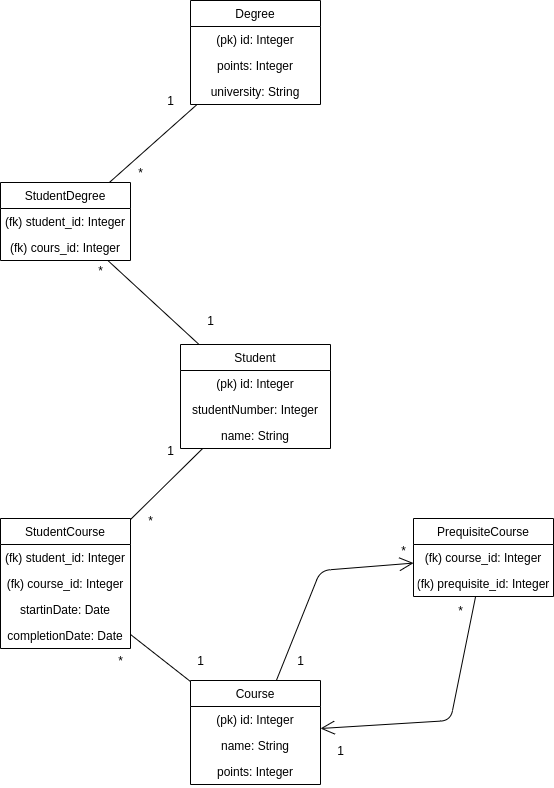 Degree
(pk) id: Integer
points: Integer
university: String
1
*
StudentDegree
(fk) student_id: Integer
(fk) cours_id: Integer
*
1
Student
(pk) id: Integer
studentNumber: Integer
name: String
1
*
StudentCourse
(fk) student_id: Integer
(fk) course_id: Integer
startinDate: Date
completionDate: Date
*
1
PrequisiteCourse
(fk) course_id: Integer
(fk) prequisite_id: Integer
*
*
1
Course
(pk) id: Integer
name: String
points: Integer
1